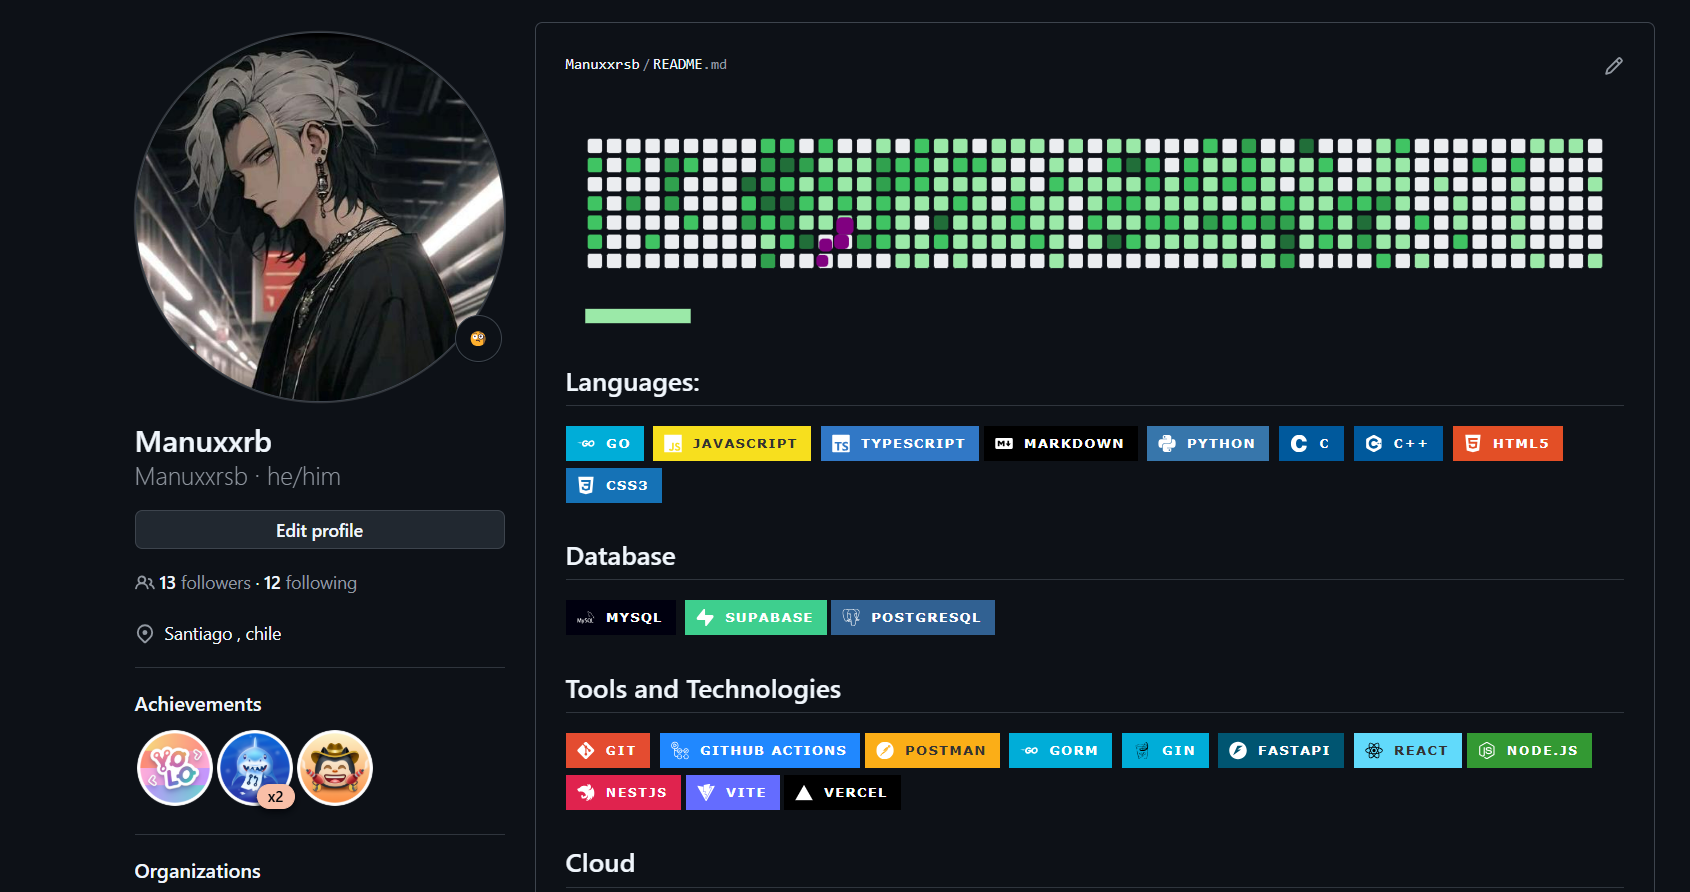 Manuxxrsb / README.md
Languages:
GO JAVASCRIPT TYPESCRIPT MARKDOWN PYTHON C C++ HTML5
CSS3
Database
MySQL MYSQL SUPABASE POSTGRESQL
Tools and Technologies
GIT GITHUB ACTIONS POSTMAN GORM GIN FASTAPI REACT NODE.JS
NESTJS VITE VERCEL
Cloud
Manuxxrb
Manuxxrsb · he/him
Edit profile
13 followers · 12 following
Santiago , chile
Achievements
YOLO
x2
Organizations